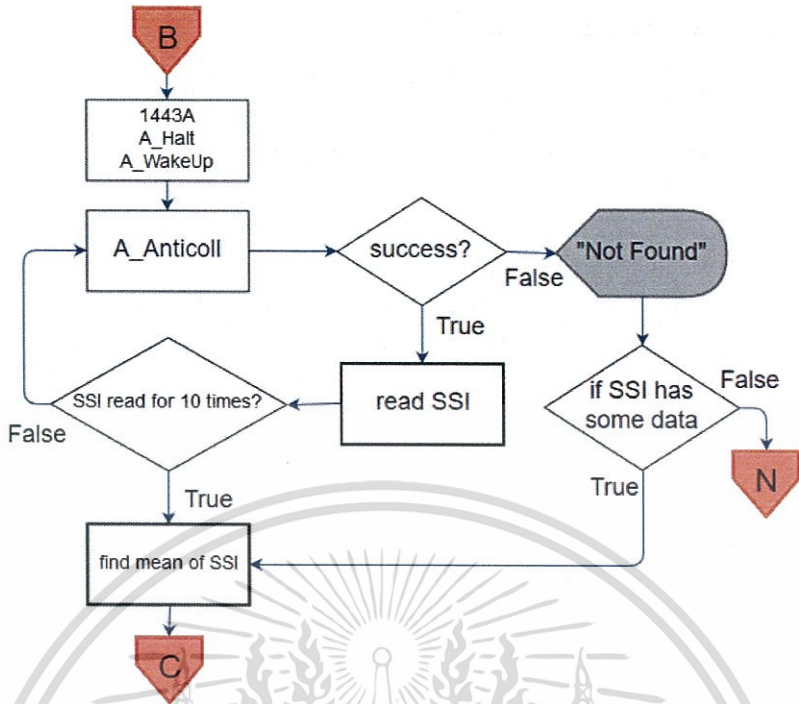 B
1443A
A_Halt
A_WakeUp
A_Anticoll
success?
"Not Found"
False
True
SSI read for 10 times?
read SSI
if SSI has
some data
False
False
N
True
True
find mean of SSI
C